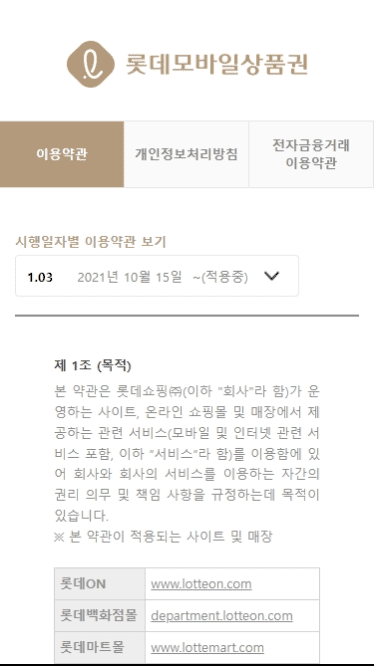 롯데모바일상품권
이용약관
개인정보처리방침
전자금융거래
이용약관
시행일자별 이용약관 보기
1.03 2021년 10월 15일 ~(적용중)
제 1조 (목적)
본 약관은 롯데쇼핑㈜(이하 "회사"라 함)가 운
영하는 사이트, 온라인 쇼핑몰 및 매장에서 제
공하는 관련 서비스(모바일 및 인터넷 관련 서
비스 포함, 이하 "서비스"라 함)를 이용함에 있
어 회사와 회사의 서비스를 이용하는 자간의
권리 의무 및 책임 사항을 규정하는데 목적이
있습니다.
※ 본 약관이 적용되는 사이트 및 매장
롯데ON www.lotteon.com
롯데백화점몰 department.lotteon.com
롯데마트몰 www.lottemart.com